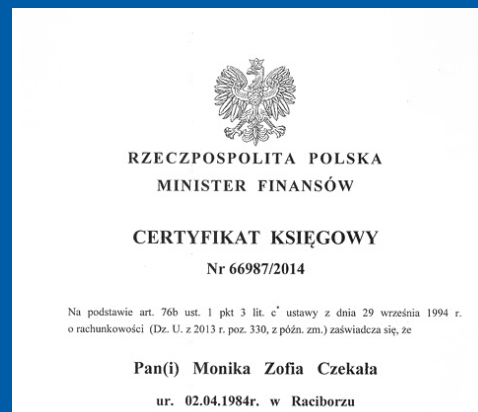 RZECZPOSPOLITA POLSKA
MINISTER FINANSÓW
CERTYFIKAT KSIĘGOWY
Nr 66987/2014
Na podstawie art. 76b ust. 1 pkt 3 lit. c* ustawy z dnia 29 września 1994 r.
o rachunkowości (Dz. U. z 2013 r. poz. 330, z późn. zm.) zaświadcza się, że
Pan(i) Monika Zofia Czekała
ur. 02.04.1984r. w Raciborzu